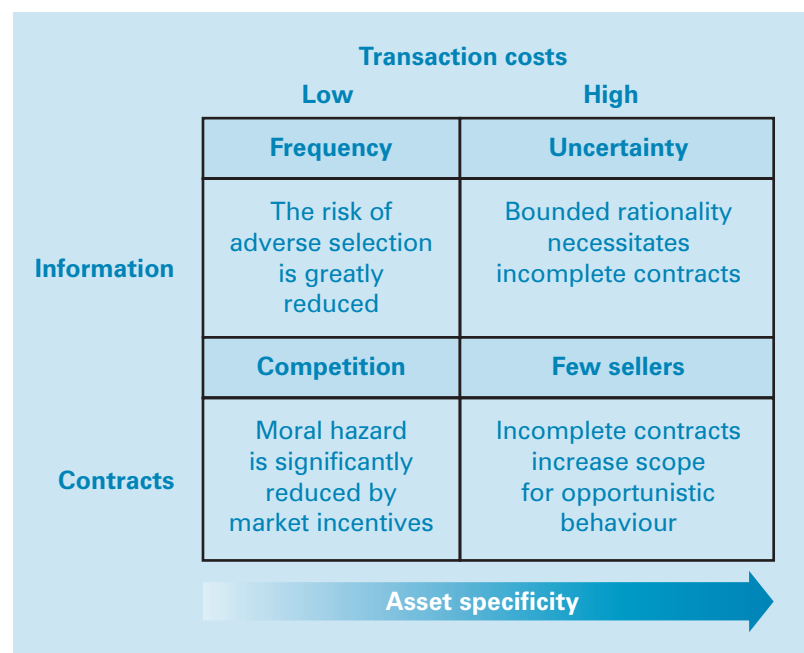 Transaction costs
Low High
Frequency Uncertainty
Information
The risk of
adverse selection
is greatly
reduced
Bounded rationality
necessitates
incomplete contracts
Competition Few sellers
Contracts
Moral hazard
is significantly
reduced by
market incentives
Incomplete contracts
increase scope
for opportunistic
behaviour
Asset specificity